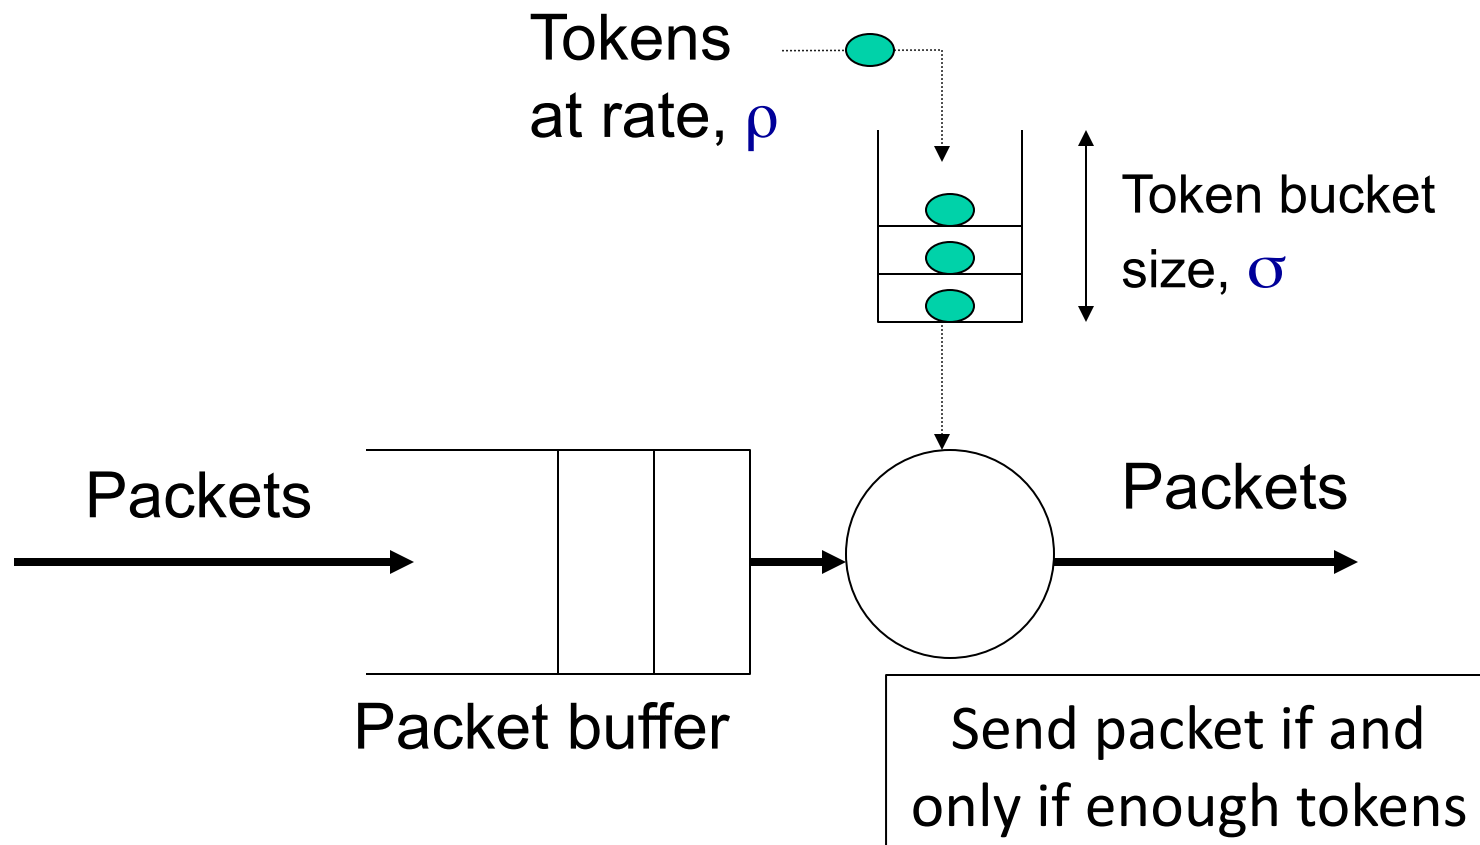 Tokens
at rate, ρ
Token bucket
size, σ
Packets
Packets
Packet buffer
Send packet if and
only if enough tokens